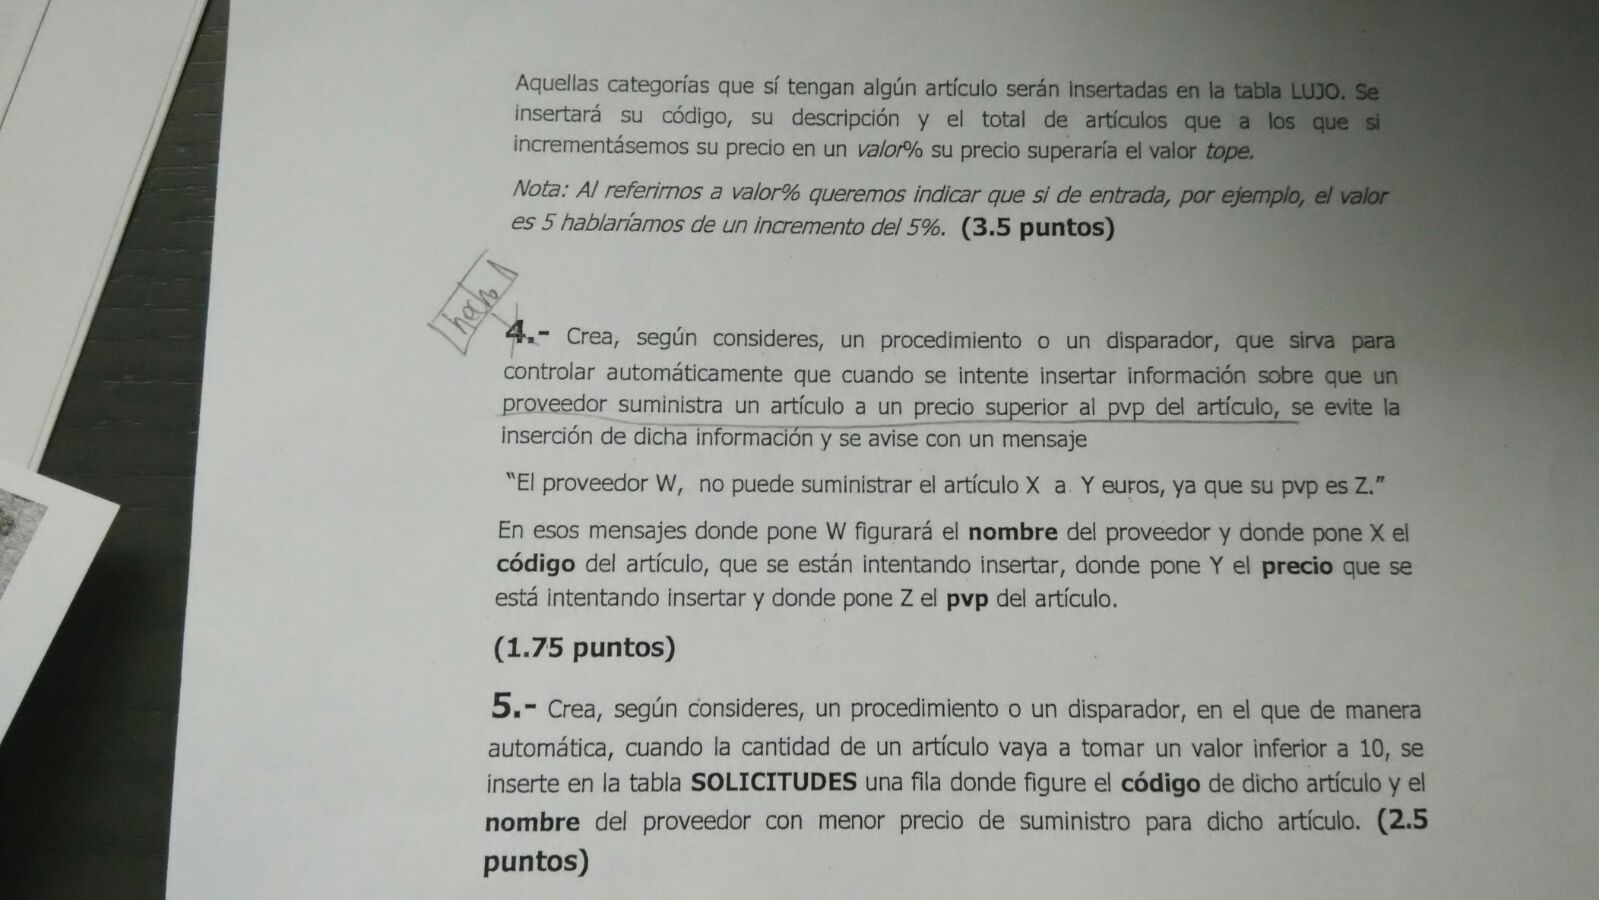 Aquellas categorías que sí tengan algún artículo serán insertadas en la tabla LUJO. Se
insertará su código, su descripción y el total de artículos que a los que si
incrementásemos su precio en un valor% su precio superaría el valor tope.
Nota: Al referirnos a valor% queremos indicar que si de entrada, por ejemplo, el valor
es 5 hablaríamos de un incremento del 5%. (3.5 puntos)
hecho
4.- Crea, según consideres, un procedimiento o un disparador, que sirva para
controlar automáticamente que cuando se intente insertar información sobre que un
proveedor suministra un artículo a un precio superior al pvp del artículo, se evite la
inserción de dicha información y se avise con un mensaje
“El proveedor W, no puede suministrar el artículo X a Y euros, ya que su pvp es Z.”
En esos mensajes donde pone W figurará el nombre del proveedor y donde pone X el
código del artículo, que se están intentando insertar, donde pone Y el precio que se
está intentando insertar y donde pone Z el pvp del artículo.
(1.75 puntos)
5.- Crea, según consideres, un procedimiento o un disparador, en el que de manera
automática, cuando la cantidad de un artículo vaya a tomar un valor inferior a 10, se
inserte en la tabla SOLICITUDES una fila donde figure el código de dicho artículo y el
nombre del proveedor con menor precio de suministro para dicho artículo. (2.5
puntos)